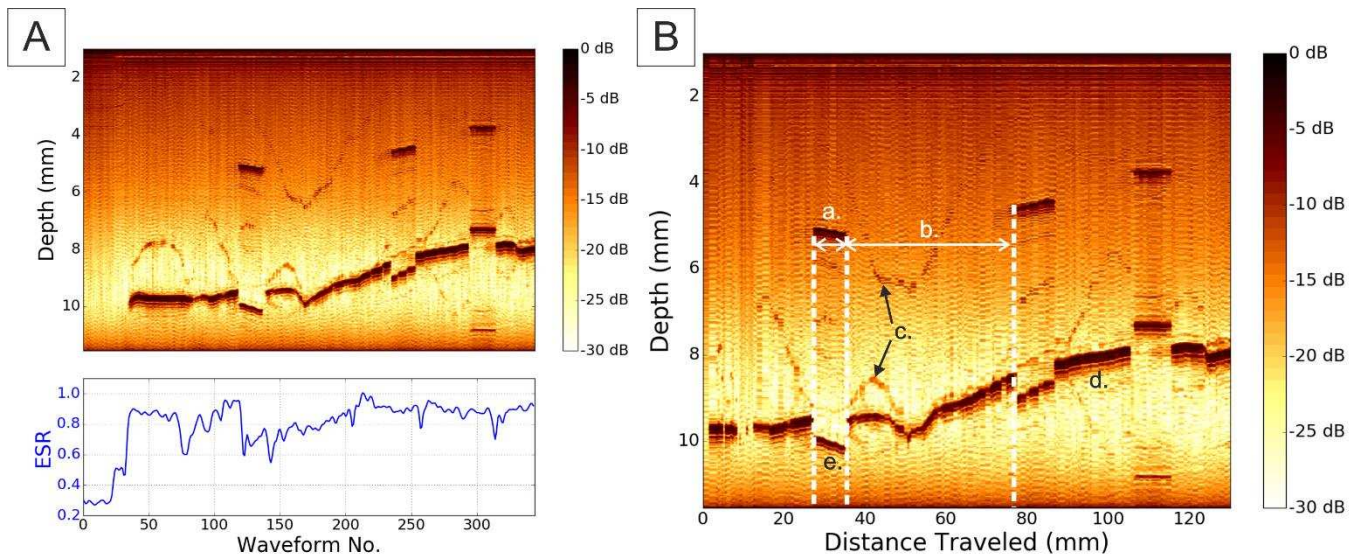 A
Depth (mm)
2
4
6
8
10
0 dB
-5 dB
-10 dB
-15 dB
-20 dB
-25 dB
-30 dB
ESR
1.0
0.8
0.6
0.4
0.2
0 50 100 150 200 250 300
Waveform No.
B
Depth (mm)
2
4
6
8
10
a.
b.
c.
d.
e.
0 20 40 60 80 100 120
Distance Traveled (mm)
0 dB
-5 dB
-10 dB
-15 dB
-20 dB
-25 dB
-30 dB